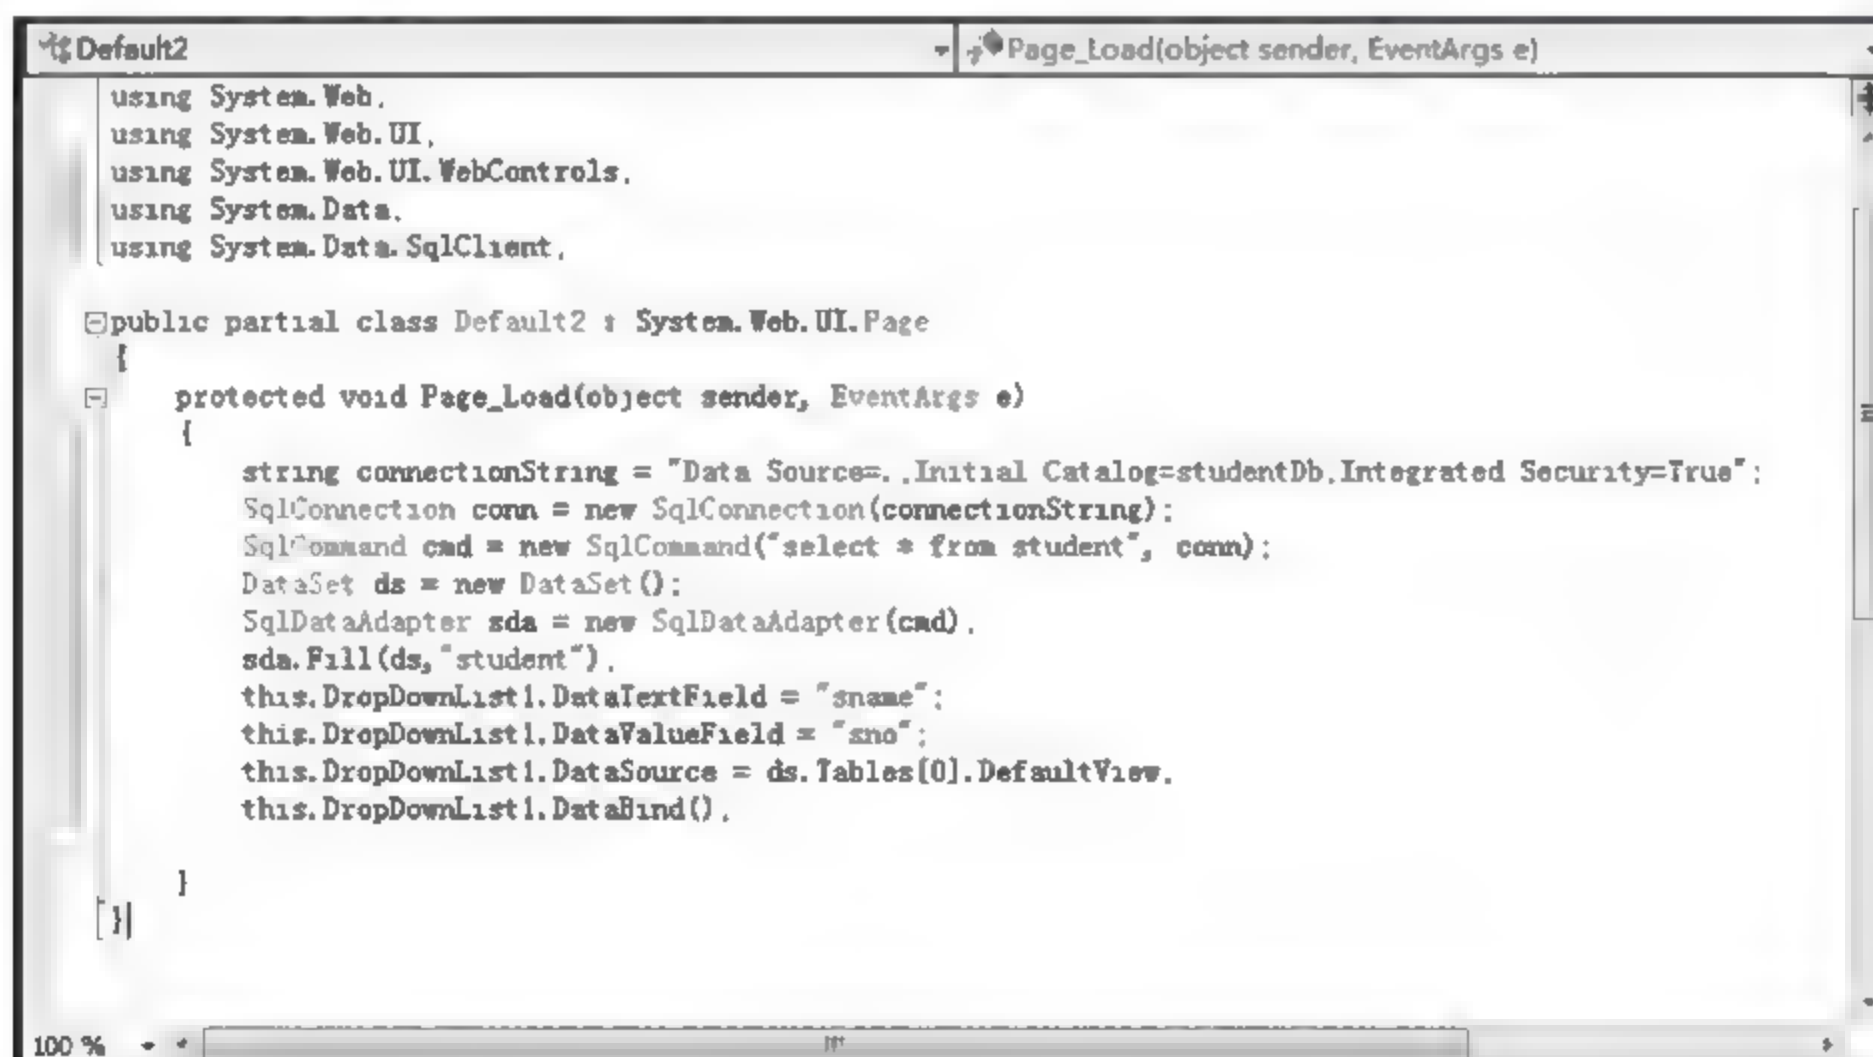 Default2
Page_Load(object sender, EventArgs e)
using System.Web;
using System.Web.UI;
using System.Web.UI.WebControls;
using System.Data;
using System.Data.SqlClient;
public partial class Default2 : System.Web.UI.Page
{
protected void Page_Load(object sender, EventArgs e)
{
string connectionString = "Data Source=.;Initial Catalog=studentDb;Integrated Security=True";
SqlConnection conn = new SqlConnection(connectionString);
SqlCommand cmd = new SqlCommand("select * from student", conn);
DataSet ds = new DataSet();
SqlDataAdapter sda = new SqlDataAdapter(cmd);
sda.Fill(ds,"student");
this.DropDownList1.DataTextField = "sname";
this.DropDownList1.DataValueField = "sno";
this.DropDownList1.DataSource = ds.Tables[0].DefaultView;
this.DropDownList1.DataBind();
}
}
100 %